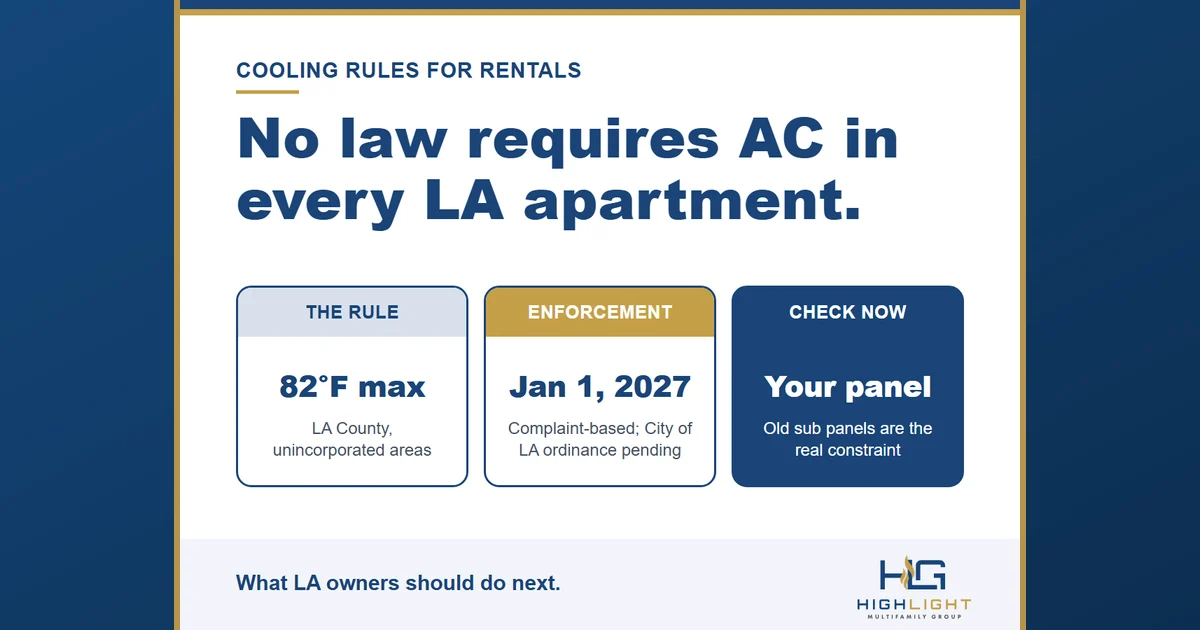 COOLING RULES FOR RENTALS
No law requires AC in
every LA apartment.
THE RULE
82°F max
LA County,
unincorporated areas
ENFORCEMENT
Jan 1, 2027
Complaint-based; City of
LA ordinance pending
CHECK NOW
Your panel
Old sub panels are the
real constraint
What LA owners should do next.
HLG
HIGHLIGHT
MULTIFAMILY GROUP